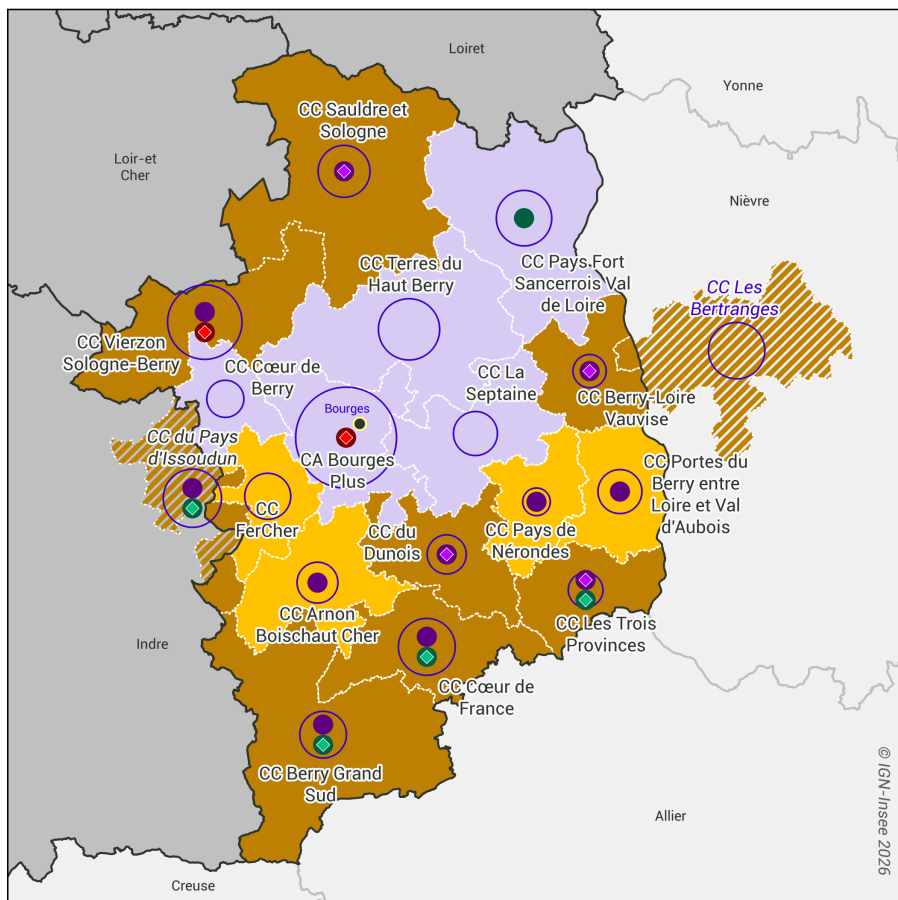 Loiret
Yonne
CC Sauldre et
Sologne
Loir-et
Cher
Nièvre
CC Terres du
Haut Berry
CC Pays Fort
Sancerrois Val
de Loire
CC Les
Bertranges
CC Vierzon
Sologne-Berry
CC Cœur de
Berry
CC La
Septaine
CC Berry-Loire
Vauvise
Bourges
CA Bourges
Plus
CC du Pays
d'Issoudun
CC Portes du
Berry entre
Loire et Val
d'Aubois
CC
FerCher
CC du
Dunois
CC Pays de
Nérondes
CC Arnon
Boischaut Cher
CC Les Trois
Provinces
Indre
CC Cœur de
France
CC Berry Grand
Sud
Allier
Creuse
© IGN-Insee 2026